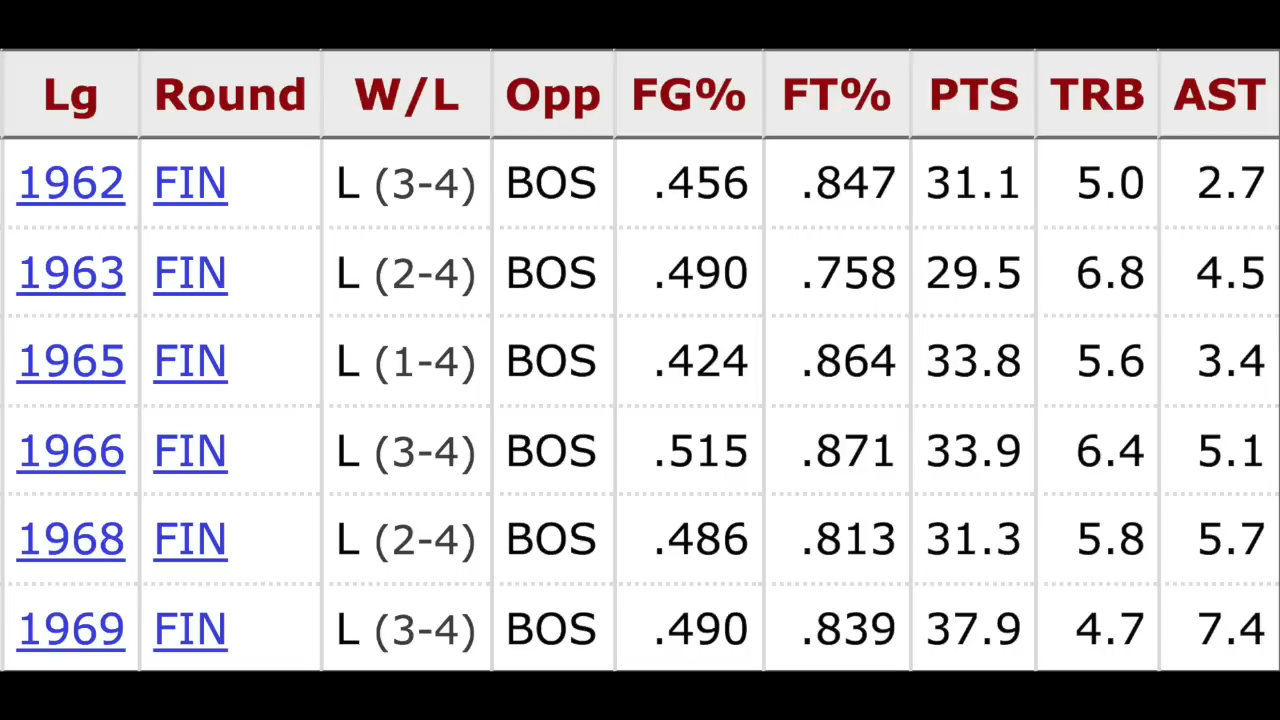 Lg Round W/L Opp FG% FT% PTS TRB AST
1962 FIN L (3-4) BOS .456 .847 31.1 5.0 2.7
1963 FIN L (2-4) BOS .490 .758 29.5 6.8 4.5
1965 FIN L (1-4) BOS .424 .864 33.8 5.6 3.4
1966 FIN L (3-4) BOS .515 .871 33.9 6.4 5.1
1968 FIN L (2-4) BOS .486 .813 31.3 5.8 5.7
1969 FIN L (3-4) BOS .490 .839 37.9 4.7 7.4